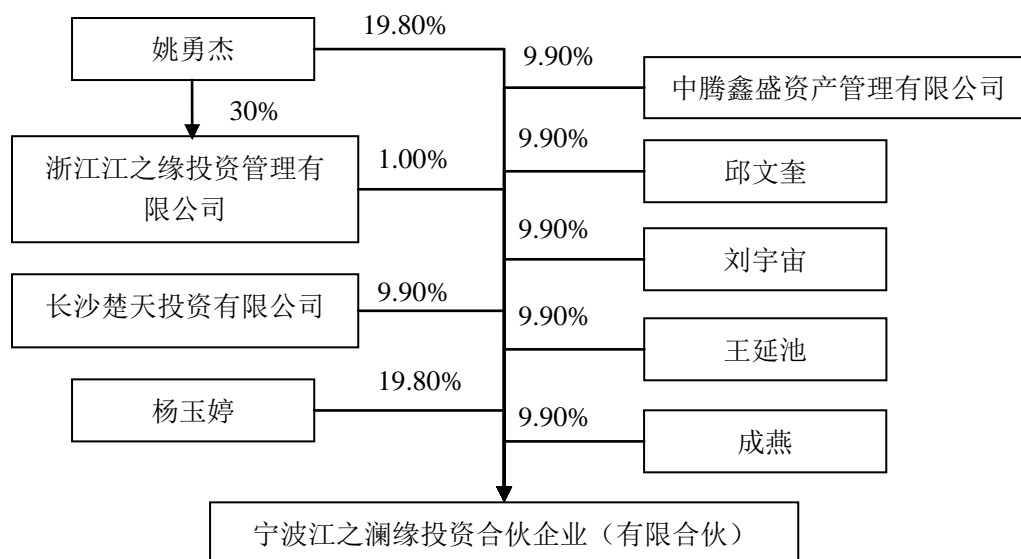 19.80%
姚勇杰
9.90%
中腾鑫盛资产管理有限公司
30%
浙江江之缘投资管理有
限公司
1.00%
9.90%
邱文奎
9.90%
刘宇宙
长沙楚天投资有限公司
9.90%
9.90%
王延池
杨玉婷
19.80%
9.90%
成燕
宁波江之澜缘投资合伙企业（有限合伙）